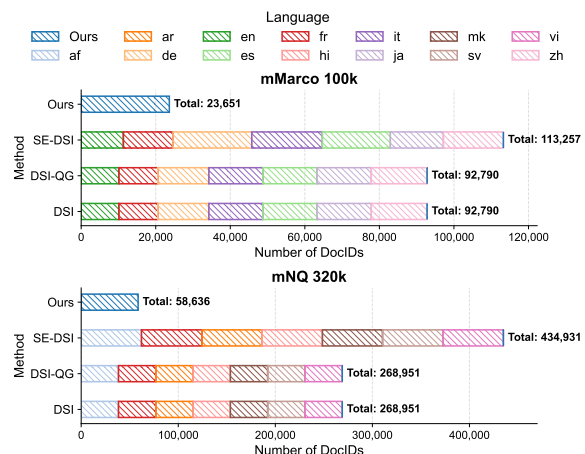 Language
Ours ar en fr it mk vi
af de es hi ja sv zh
mMarco 100k
Ours
Total: 23,651
SE-DSI
Total: 113,257
DSI-QG
Total: 92,790
DSI
Total: 92,790
Method
0 20,000 40,000 60,000 80,000 100,000 120,000
Number of DocIDs
mNQ 320k
Ours
Total: 58,636
SE-DSI
Total: 434,931
DSI-QG
Total: 268,951
DSI
Total: 268,951
Method
0 100,000 200,000 300,000 400,000
Number of DocIDs